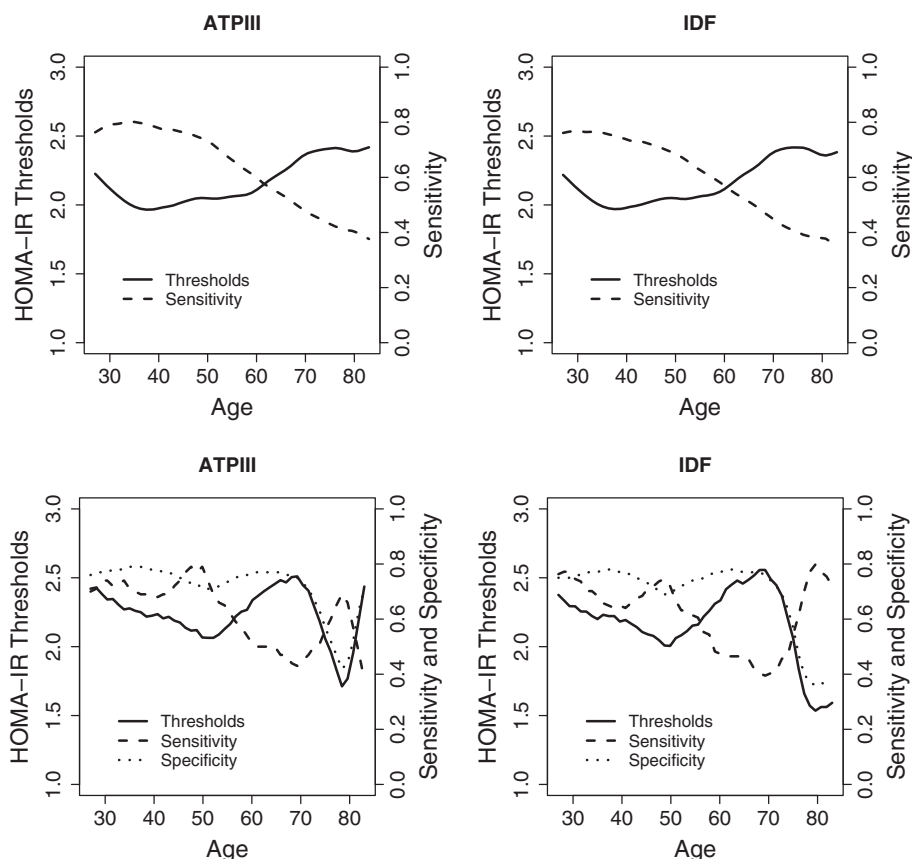 ATPIII
HOMA−IR Thresholds
1.0 1.5 2.0 2.5 3.0
Thresholds
Sensitivity
0.0 0.2 0.4 0.6 0.8 1.0
Sensitivity
30 40 50 60 70 80
Age
IDF
HOMA−IR Thresholds
1.0 1.5 2.0 2.5 3.0
Thresholds
Sensitivity
0.0 0.2 0.4 0.6 0.8 1.0
Sensitivity
30 40 50 60 70 80
Age
ATPIII
HOMA−IR Thresholds
1.0 1.5 2.0 2.5 3.0
Thresholds
Sensitivity
Specificity
0.0 0.2 0.4 0.6 0.8 1.0
Sensitivity and Specificity
30 40 50 60 70 80
Age
IDF
HOMA−IR Thresholds
1.0 1.5 2.0 2.5 3.0
Thresholds
Sensitivity
Specificity
0.0 0.2 0.4 0.6 0.8 1.0
Sensitivity and Specificity
30 40 50 60 70 80
Age